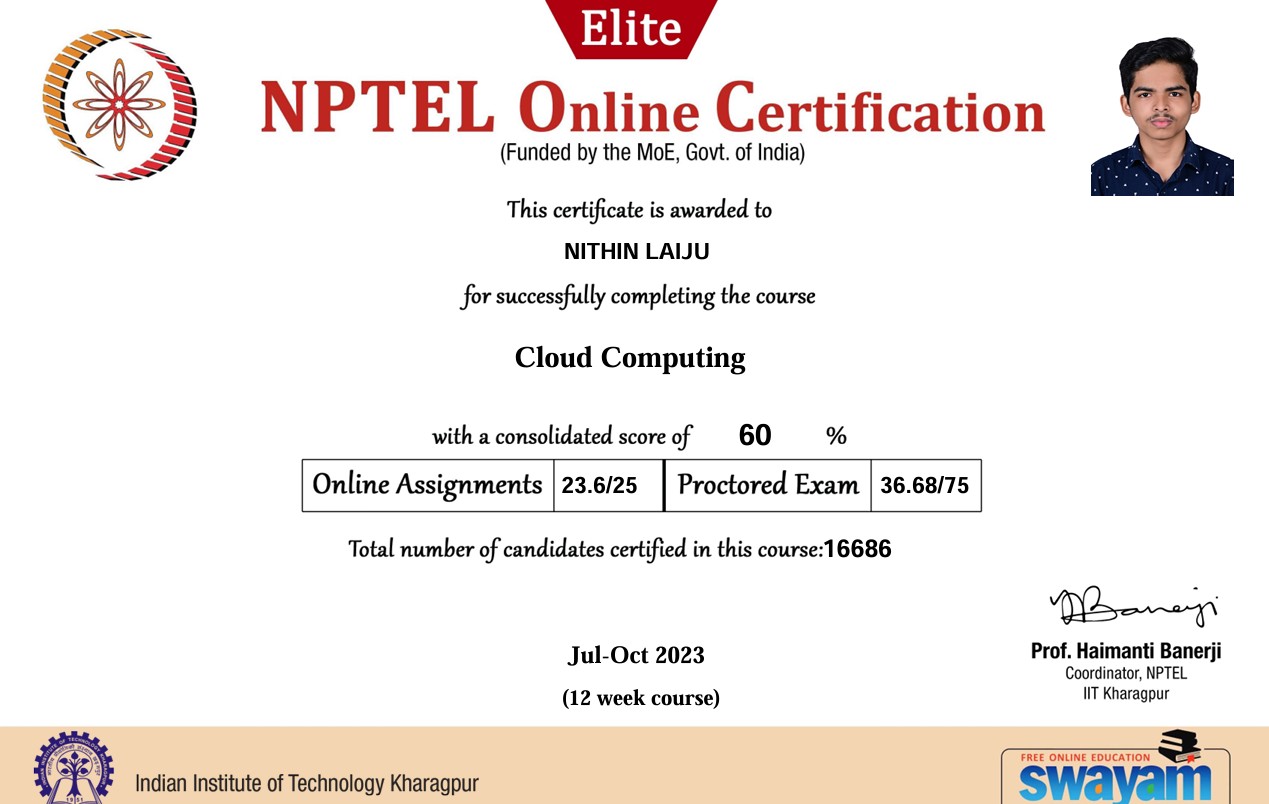 Elite
NPTEL Online Certification
(Funded by the MoE, Govt. of India)
This certificate is awarded to
NITHIN LAIJU
for successfully completing the course
Cloud Computing
with a consolidated score of 60 %
Online Assignments 23.6/25 Proctored Exam 36.68/75
Total number of candidates certified in this course:16686
Jul-Oct 2023
(12 week course)
Prof. Haimanti Banerji
Coordinator, NPTEL
IIT Kharagpur
Indian Institute of Technology Kharagpur
FREE ONLINE EDUCATION
swayam